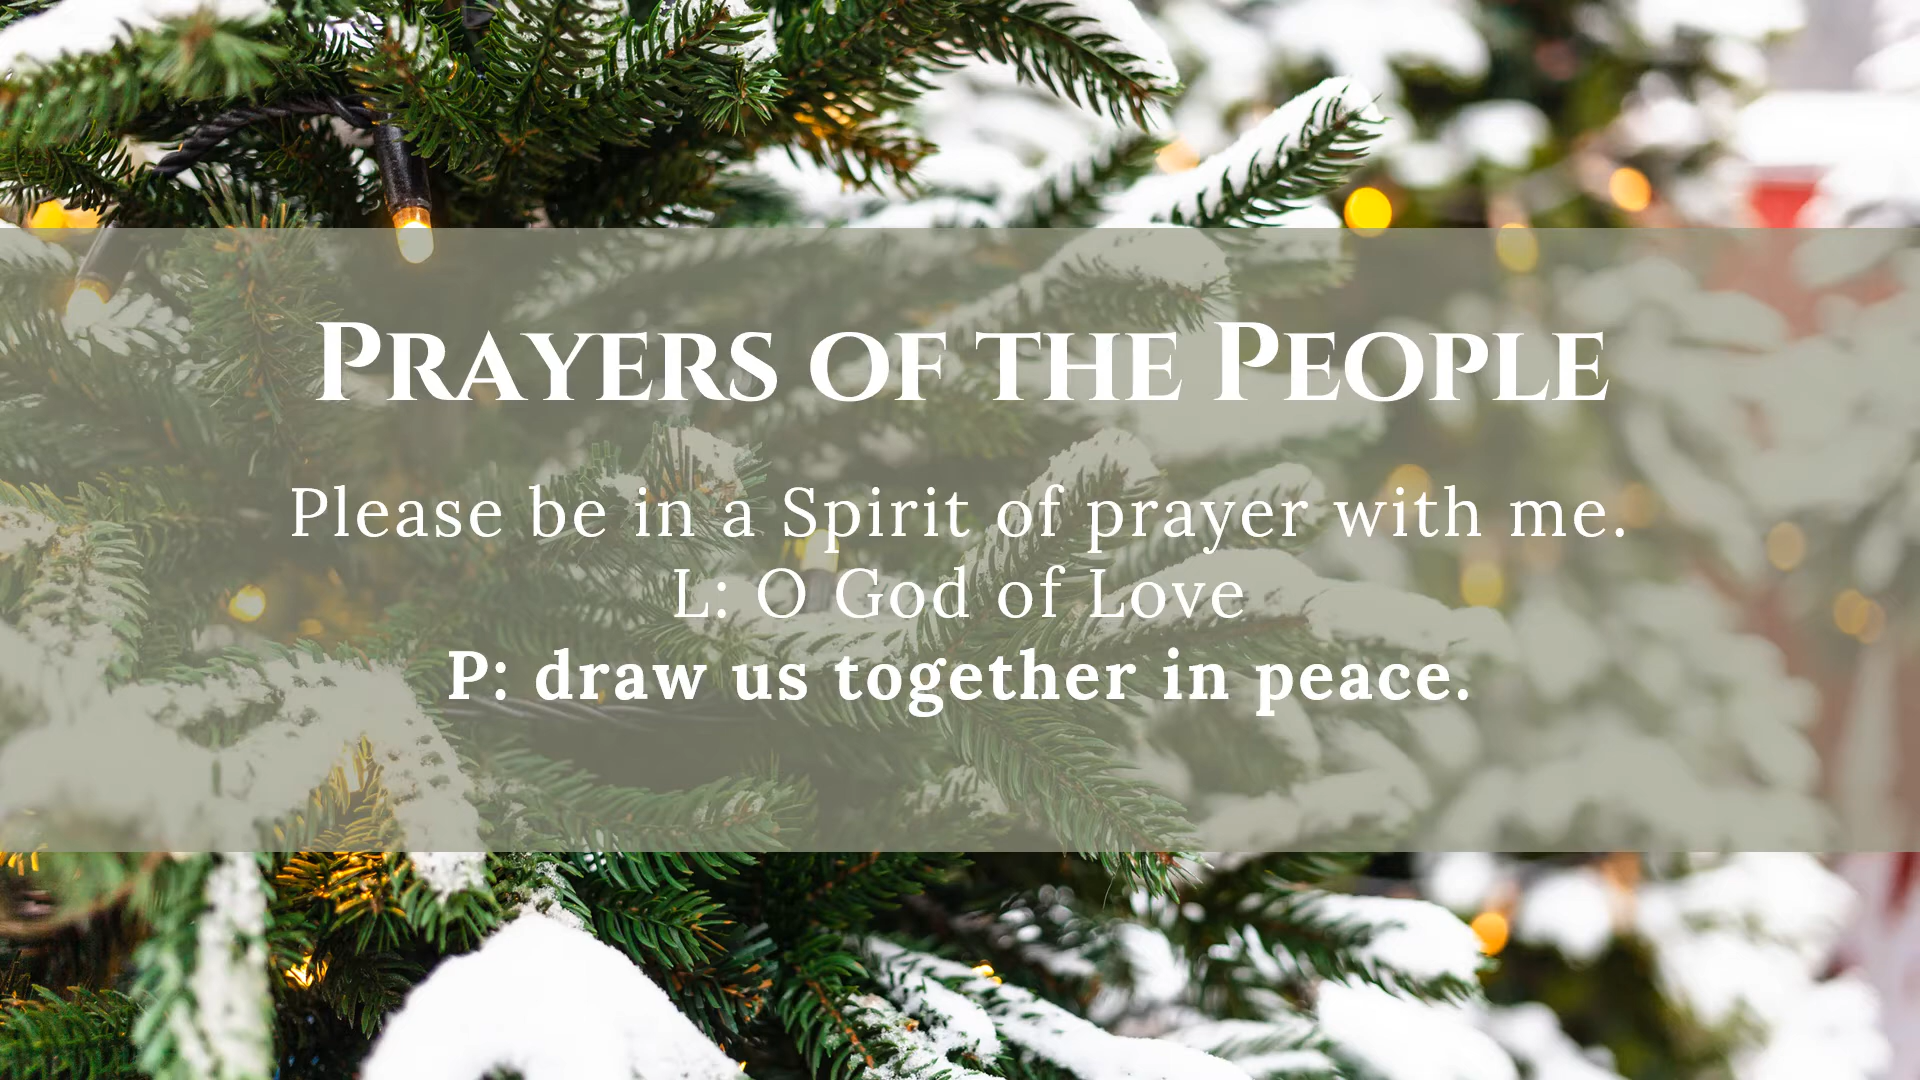 Prayers of the People
Please be in a Spirit of prayer with me.
L: O God of Love
P: draw us together in peace.